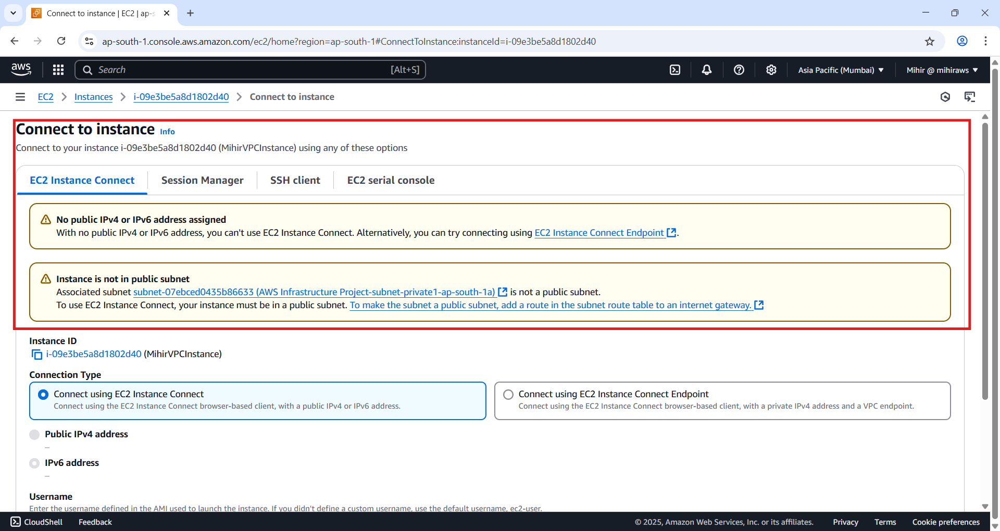 Connect to instance | EC2 | ap-s
ap-south-1.console.aws.amazon.com/ec2/home?region=ap-south-1#ConnectToInstance:instanceId=i-09e3be5a8d1802d40
aws
Search [Alt+S]
Asia Pacific (Mumbai)
Mihir @ mihiraws
EC2 > Instances > i-09e3be5a8d1802d40 > Connect to instance
Connect to instance Info
Connect to your instance i-09e3be5a8d1802d40 (MihirVPCInstance) using any of these options
EC2 Instance Connect Session Manager SSH client EC2 serial console
No public IPv4 or IPv6 address assigned
With no public IPv4 or IPv6 address, you can't use EC2 Instance Connect. Alternatively, you can try connecting using EC2 Instance Connect Endpoint.
Instance is not in public subnet
Associated subnet subnet-07ebced0435b86633 (AWS Infrastructure Project-subnet-private1-ap-south-1a) is not a public subnet.
To use EC2 Instance Connect, your instance must be in a public subnet. To make the subnet a public subnet, add a route in the subnet route table to an internet gateway.
Instance ID
i-09e3be5a8d1802d40 (MihirVPCInstance)
Connection Type
Connect using EC2 Instance Connect
Connect using the EC2 Instance Connect browser-based client, with a public IPv4 or IPv6 address.
Connect using EC2 Instance Connect Endpoint
Connect using the EC2 Instance Connect browser-based client, with a private IPv4 address and a VPC endpoint.
Public IPv4 address
–
IPv6 address
–
Username
Enter the username defined in the AMI used to launch the instance. If you didn't define a custom username, use the default username, ec2-user.
CloudShell Feedback © 2025, Amazon Web Services, Inc. or its affiliates. Privacy Terms Cookie preferences